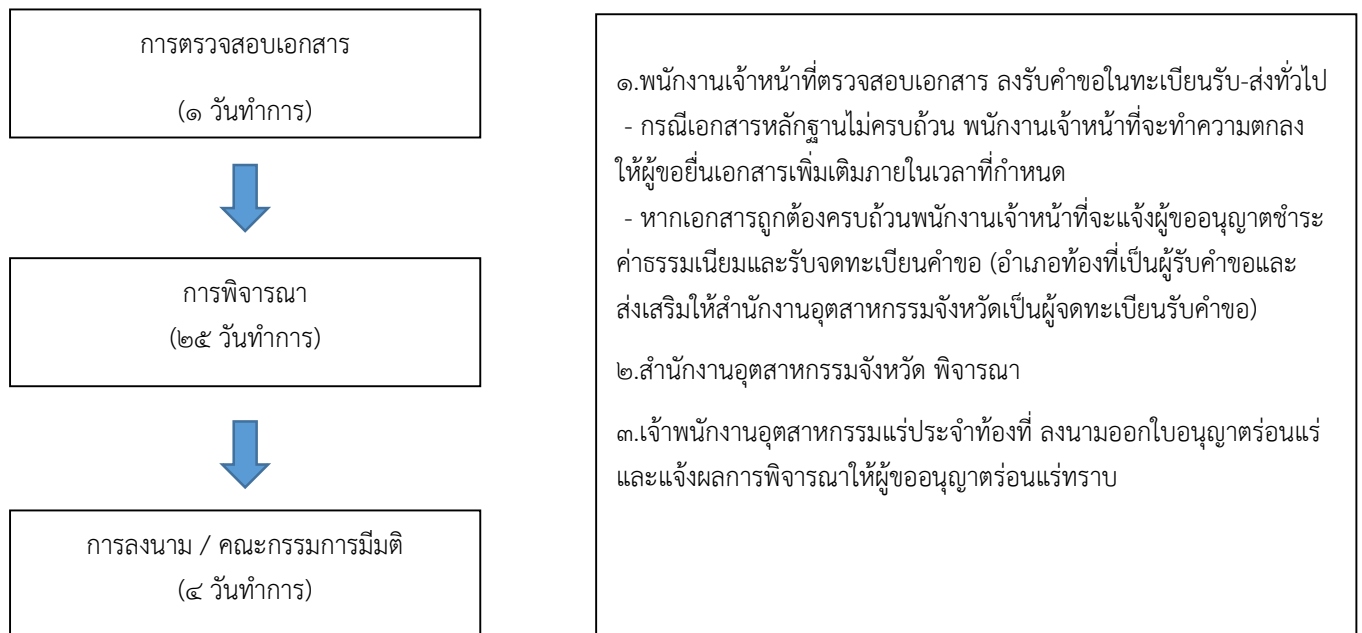 การตรวจสอบเอกสาร
(๑ วันทำการ)
การพิจารณา
(๒๕ วันทำการ)
การลงนาม / คณะกรรมการมีมติ
(๔ วันทำการ)
๑.พนักงานเจ้าหน้าที่ตรวจสอบเอกสาร ลงรับคำขอในทะเบียนรับ-ส่งทั่วไป
- กรณีเอกสารหลักฐานไม่ครบถ้วน พนักงานเจ้าหน้าที่จะทำความตกลง
ให้ผู้ขอยื่นเอกสารเพิ่มเติมภายในเวลาที่กำหนด
- หากเอกสารถูกต้องครบถ้วนพนักงานเจ้าหน้าที่จะแจ้งผู้ขออนุญาตชำระ
ค่าธรรมเนียมและรับจดทะเบียนคำขอ (อำเภอท้องที่เป็นผู้รับคำขอและ
ส่งเสริมให้สำนักงานอุตสาหกรรมจังหวัดเป็นผู้จดทะเบียนรับคำขอ)
๒.สำนักงานอุตสาหกรรมจังหวัด พิจารณา
๓.เจ้าพนักงานอุตสาหกรรมแร่ประจำท้องที่ ลงนามออกใบอนุญาตร่อนแร่
และแจ้งผลการพิจารณาให้ผู้ขออนุญาตร่อนแร่ทราบ